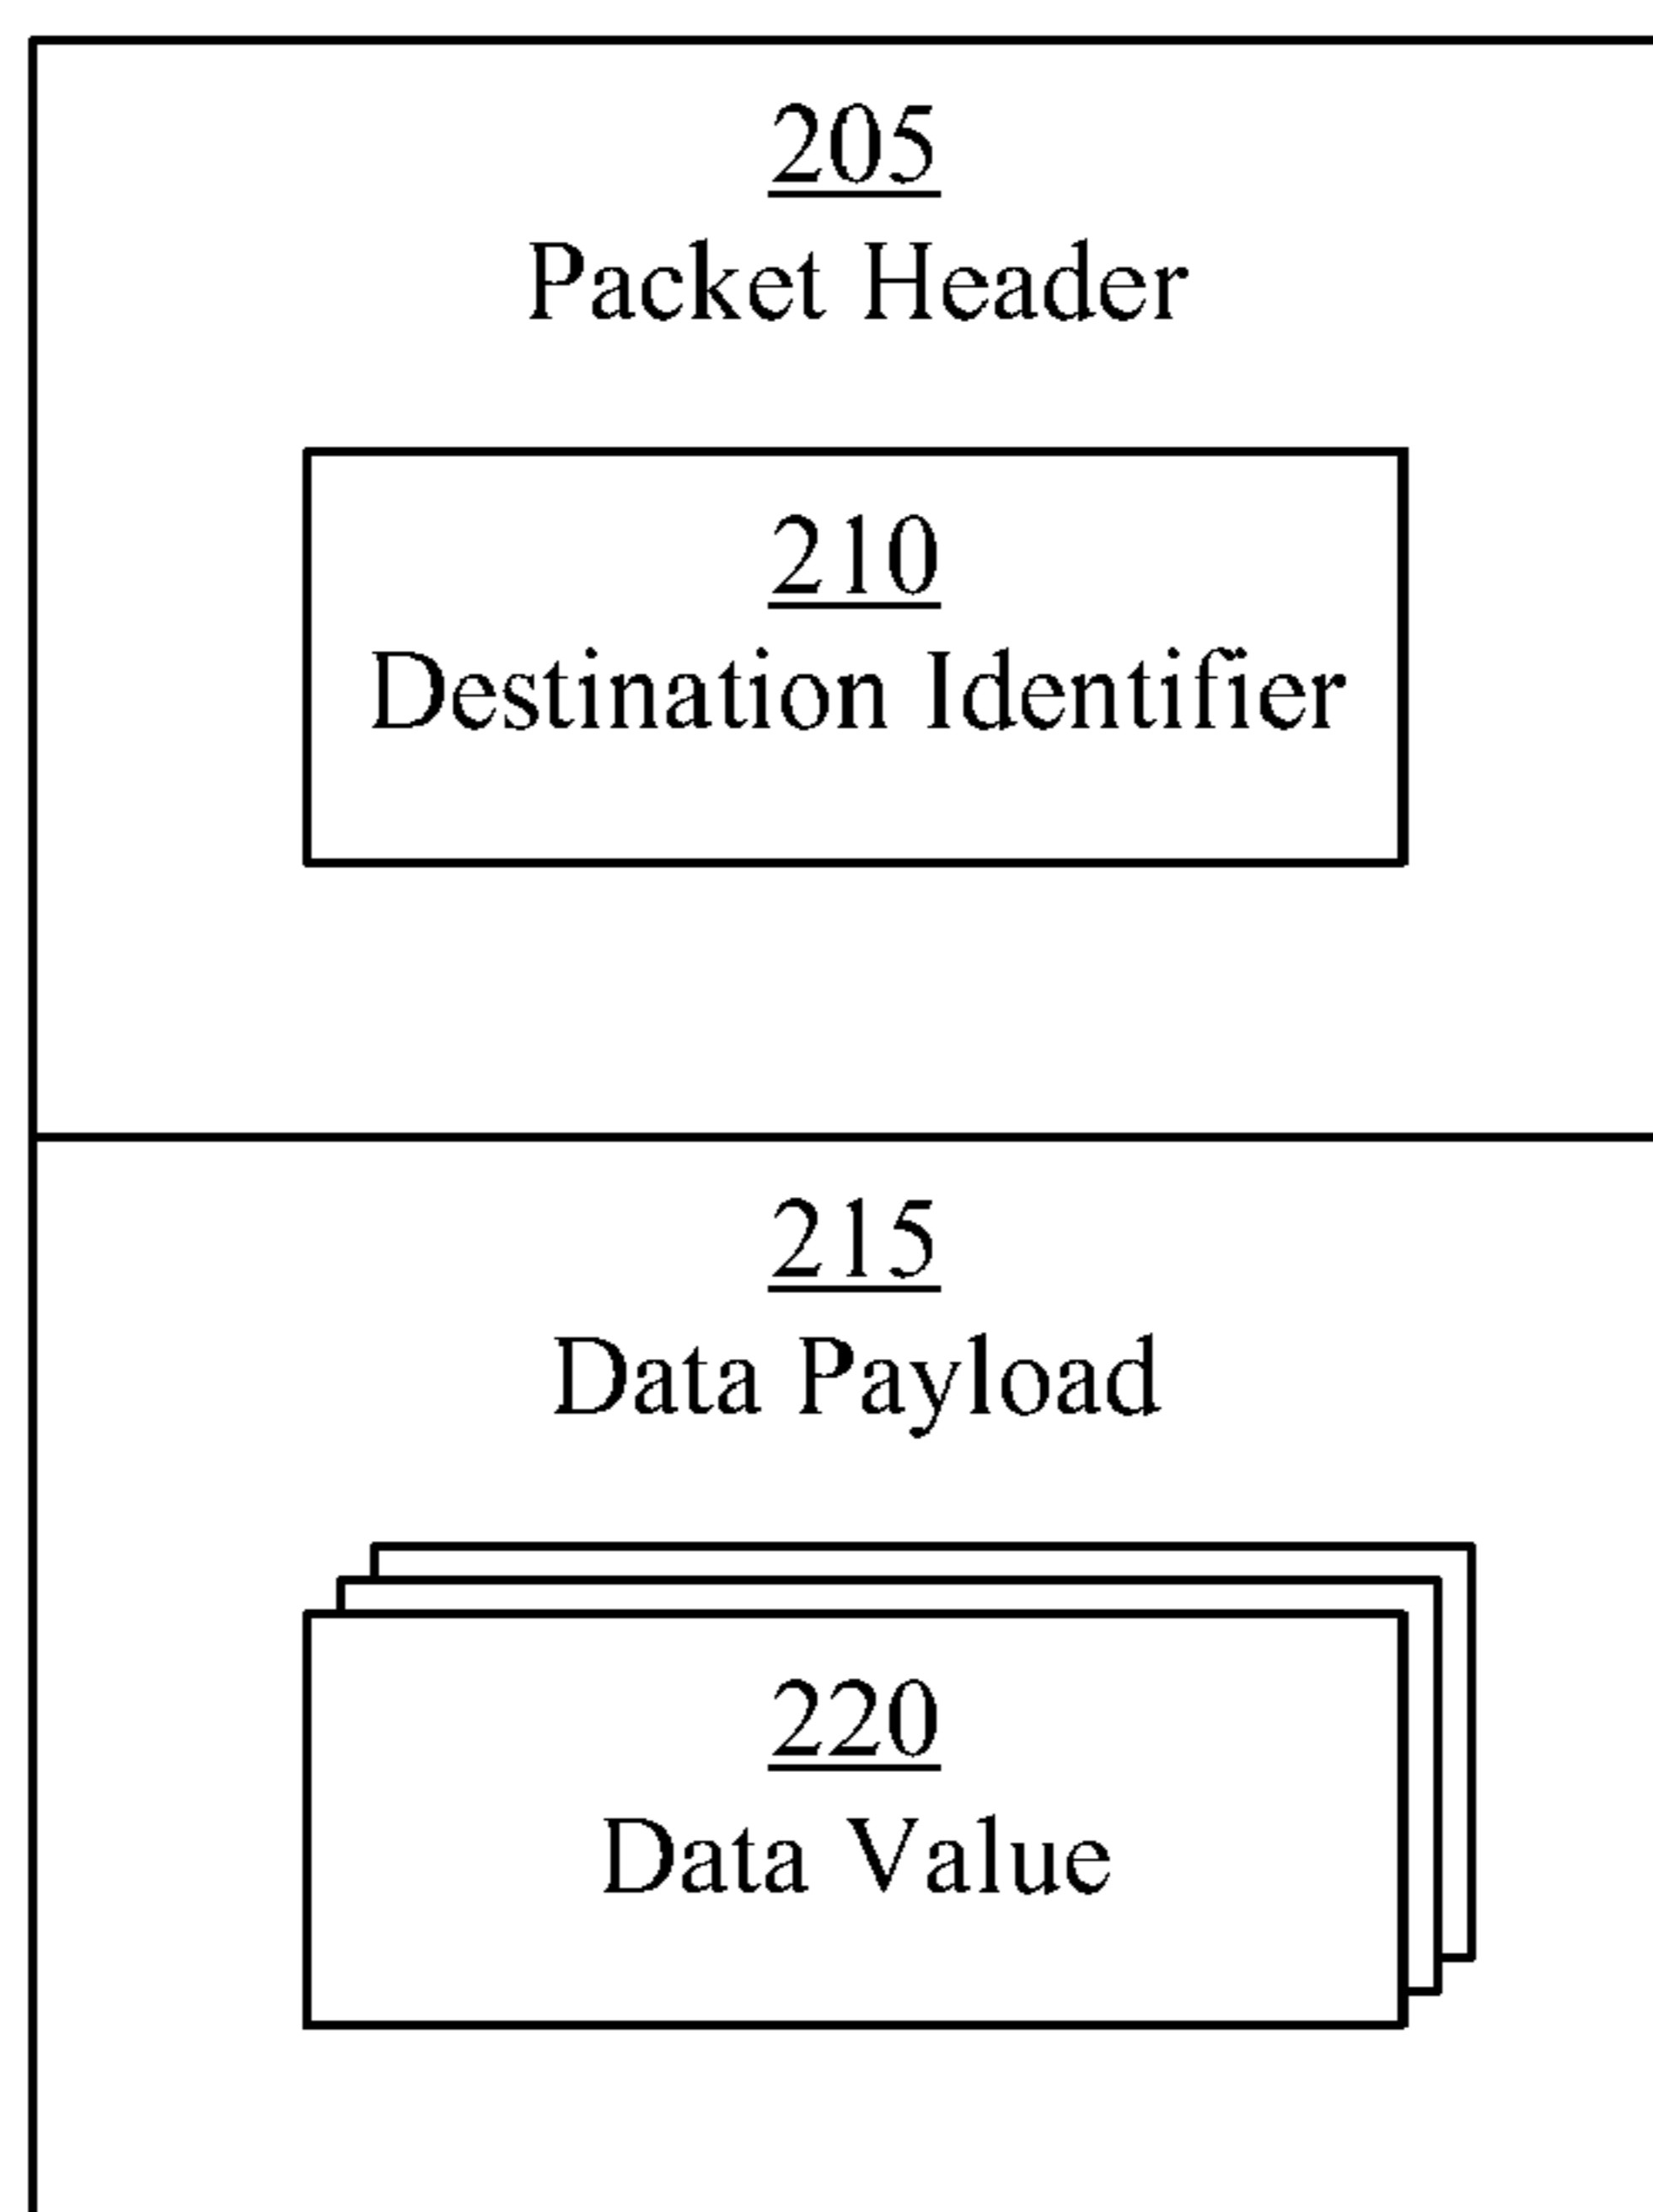 205
Packet Header
210
Destination Identifier
215
Data Payload
220
Data Value